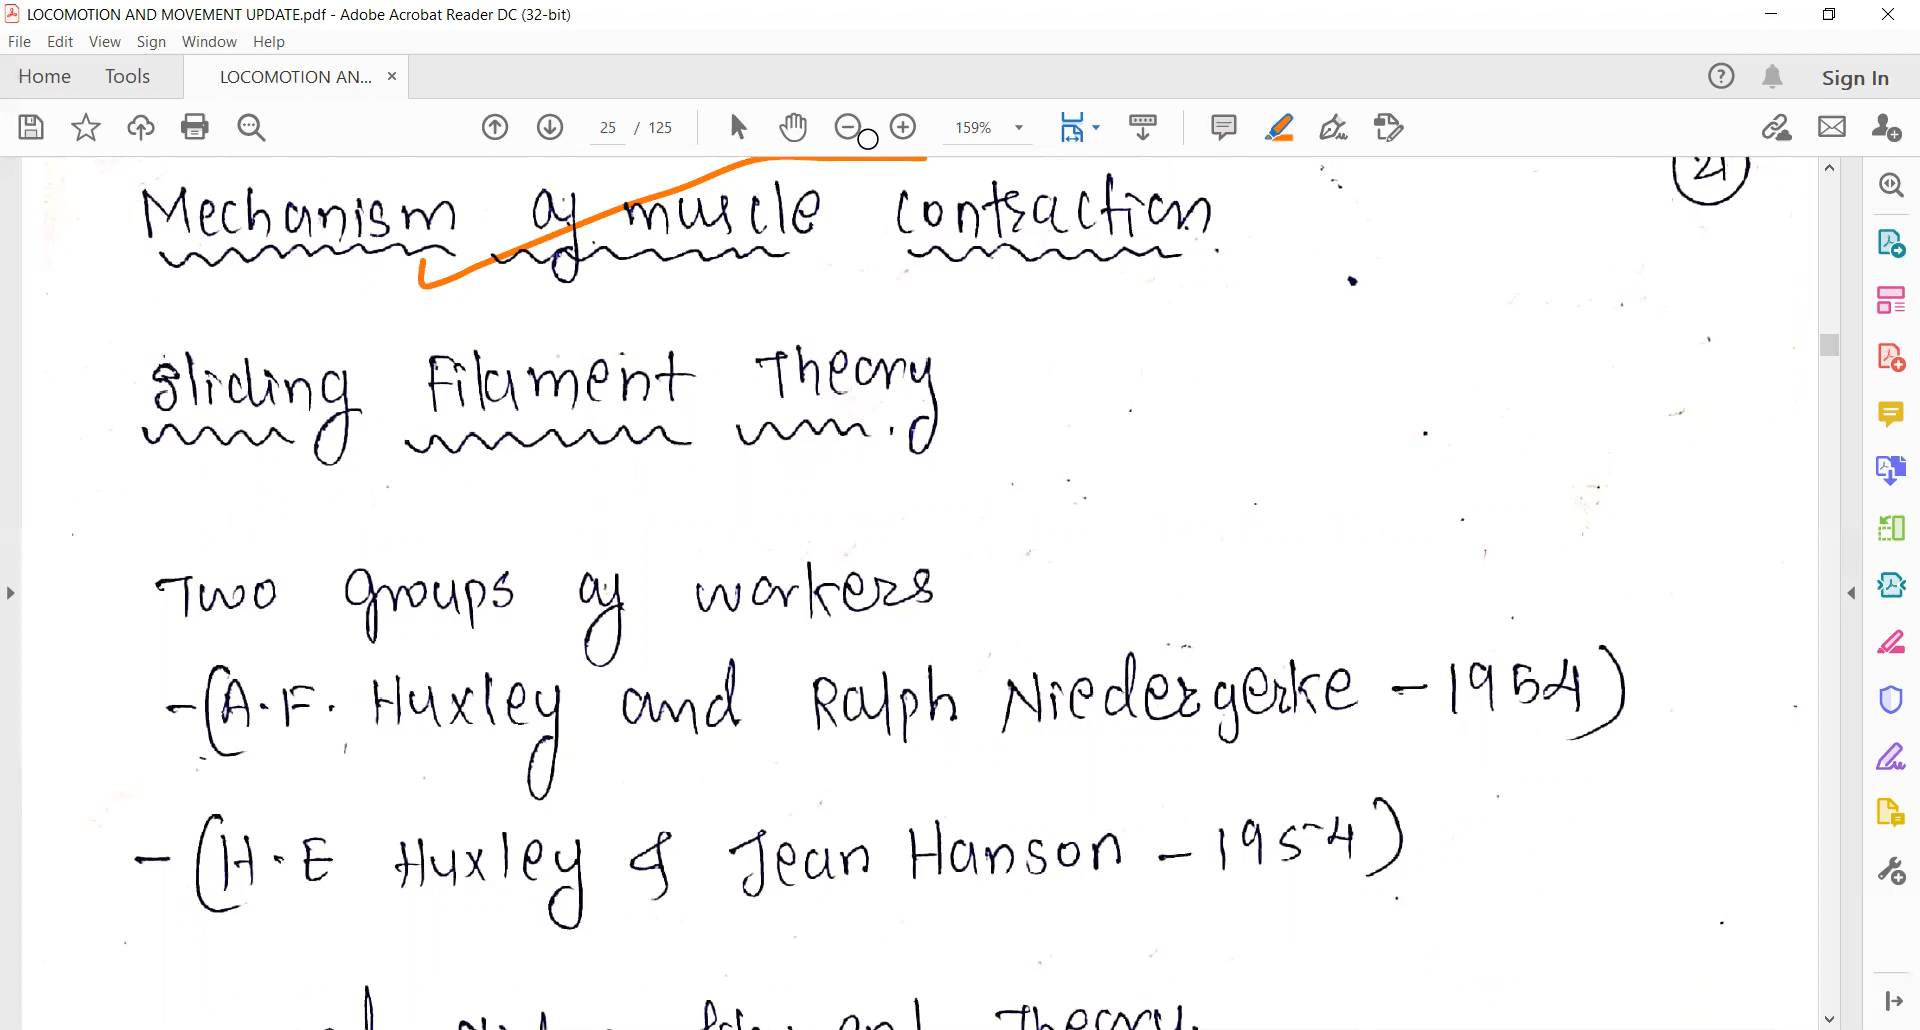 LOCOMOTION AND MOVEMENT UPDATE.pdf - Adobe Acrobat Reader DC (32-bit)
File Edit View Sign Window Help
Home Tools LOCOMOTION AN... × Sign In
25 / 125 159%
21
Mechanism of muscle contraction.
Sliding Filament Theory
Two groups of workers
-(A.F. Huxley and Ralph Niedergerke - 1954)
-(H.E Huxley & Jean Hanson - 1954)
Theory.